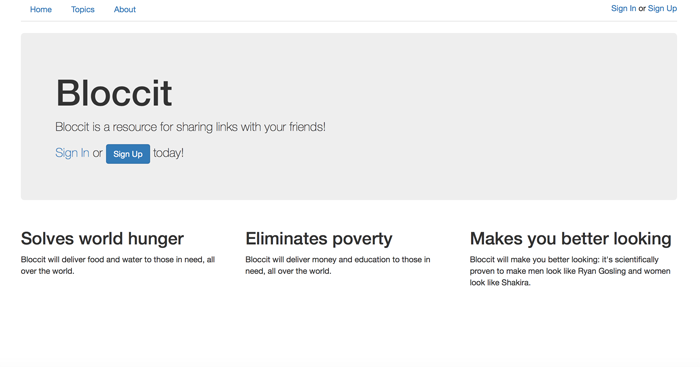 Home Topics About Sign In or Sign Up
Bloccit
Bloccit is a resource for sharing links with your friends!
Sign In or Sign Up today!
Solves world hunger
Bloccit will deliver food and water to those in need, all
over the world.
Eliminates poverty
Bloccit will deliver money and education to those in
need, all over the world.
Makes you better looking
Bloccit will make you better looking: it's scientifically
proven to make men look like Ryan Gosling and women
look like Shakira.